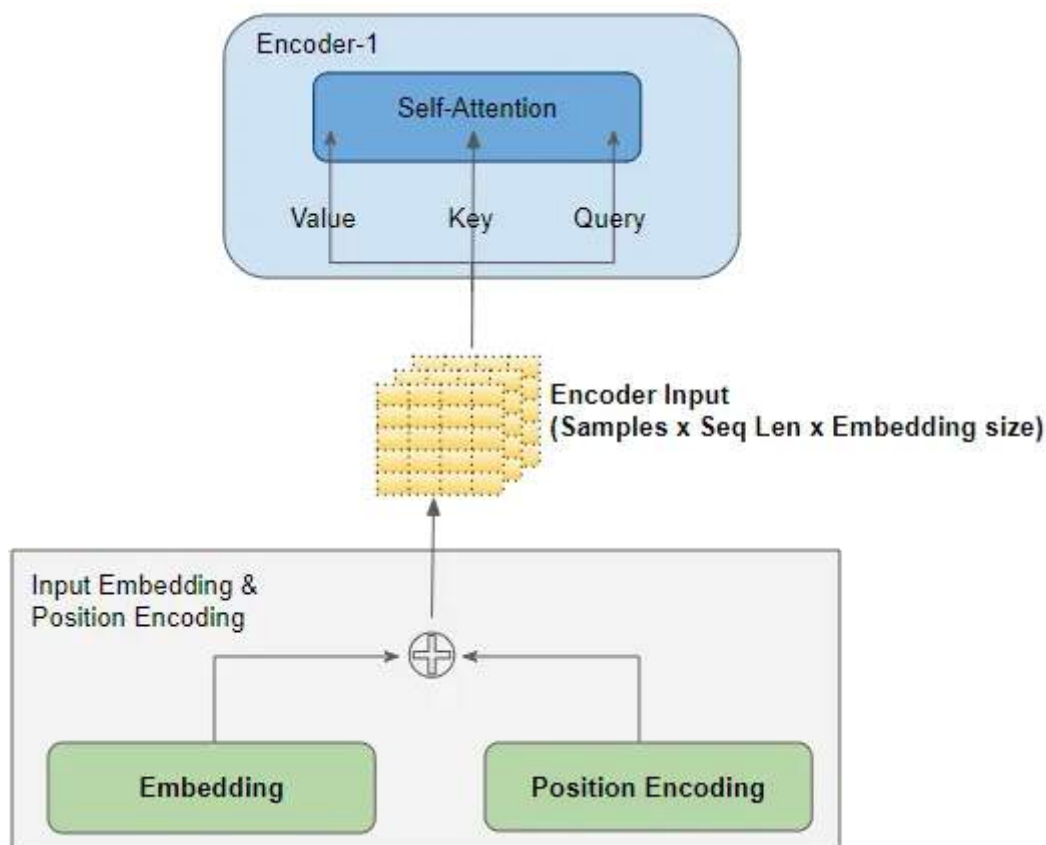 Encoder-1
Self-Attention
Value Key Query
Encoder Input
(Samples x Seq Len x Embedding size)
Input Embedding &
Position Encoding
Embedding Position Encoding